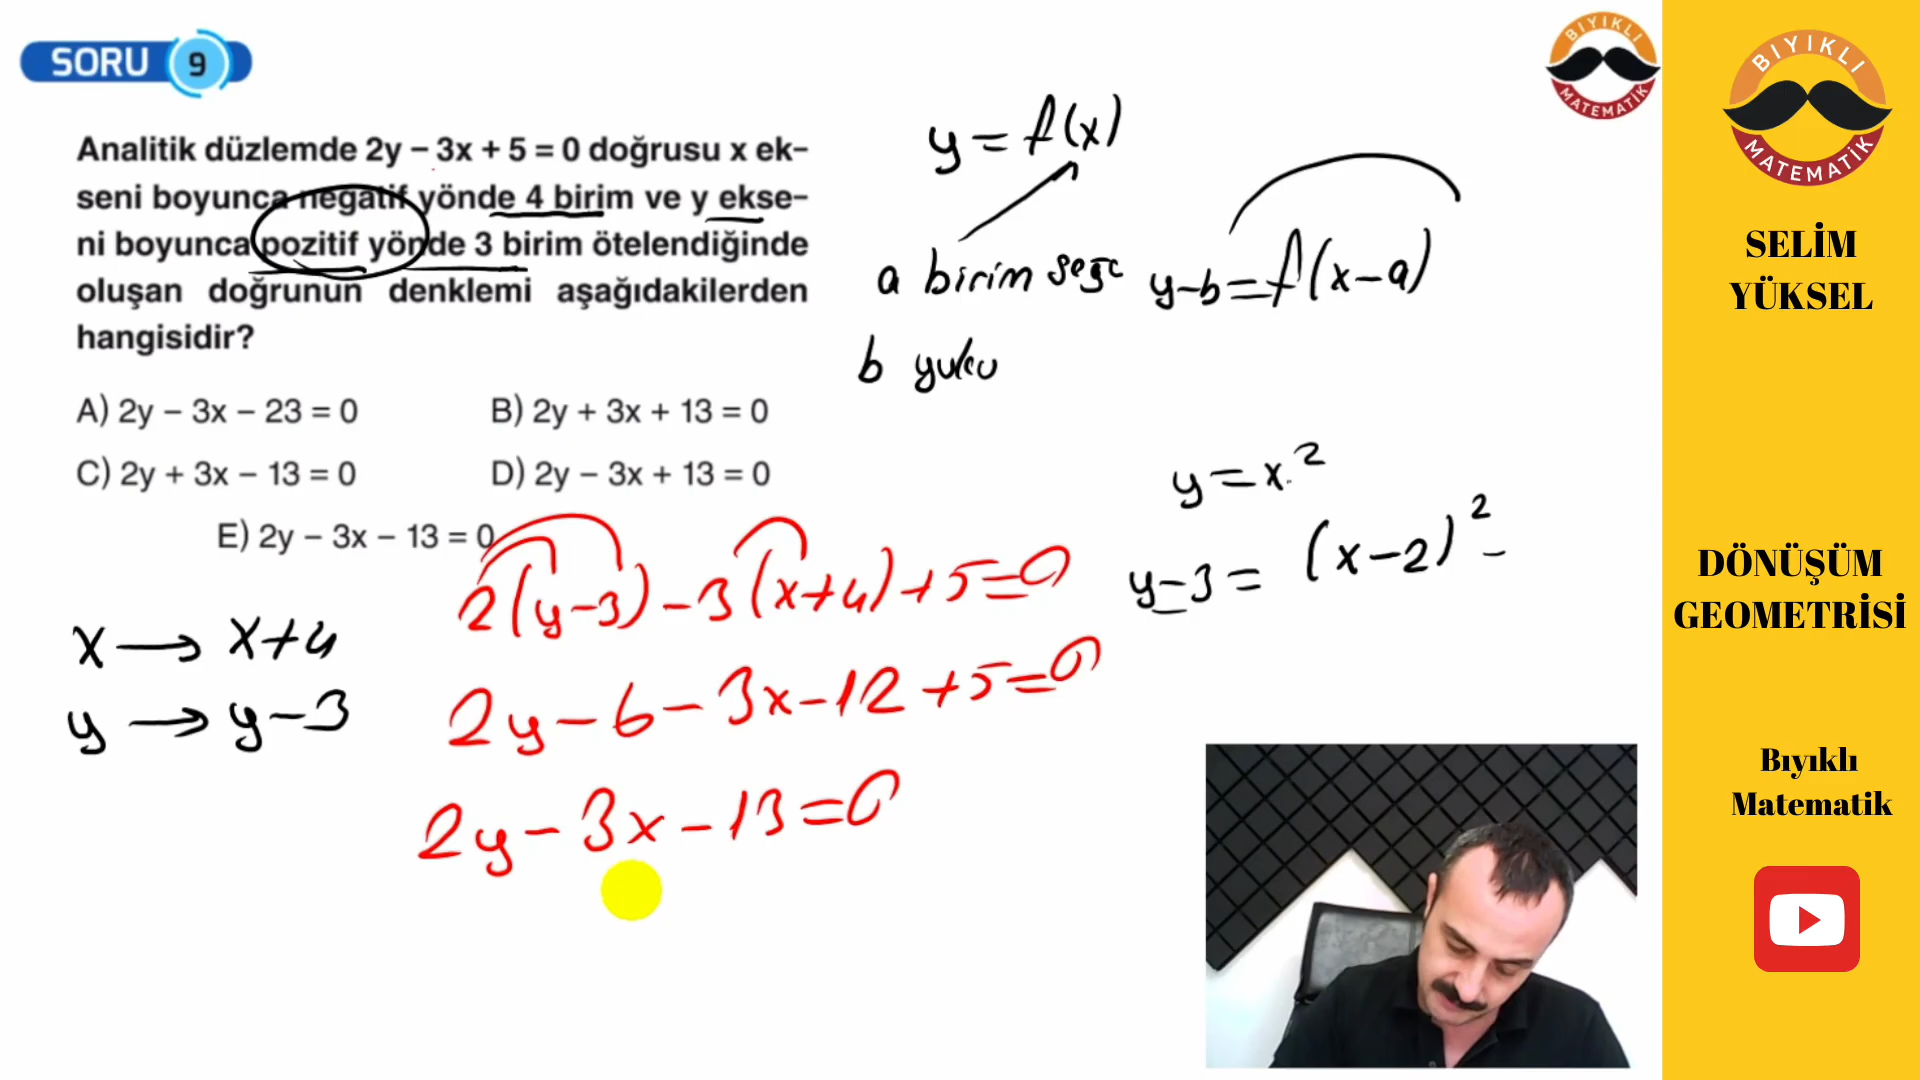 SORU 9
Analitik düzlemde 2y – 3x + 5 = 0 doğrusu x ek-
seni boyunca negatif yönde 4 birim ve y ekse-
ni boyunca pozitif yönde 3 birim ötelendiğinde
oluşan doğrunun denklemi aşağıdakilerden
hangisidir?
A) 2y – 3x – 23 = 0
B) 2y + 3x + 13 = 0
C) 2y + 3x – 13 = 0
D) 2y – 3x + 13 = 0
E) 2y – 3x – 13 = 0
y = f(x)
a birim
y-b=f(x-a)
b
y = x²
y-3 = (x-2)²
x → x+4
y → y-3
2(y-3)-3(x+4)+5=0
2y-6-3x-12+5=0
2y-3x-13=0
BIYIKLI
MATEMATİK
BIYIKLI
MATEMATİK
SELİM
YÜKSEL
DÖNÜŞÜM
GEOMETRİSİ
Bıyıklı
Matematik